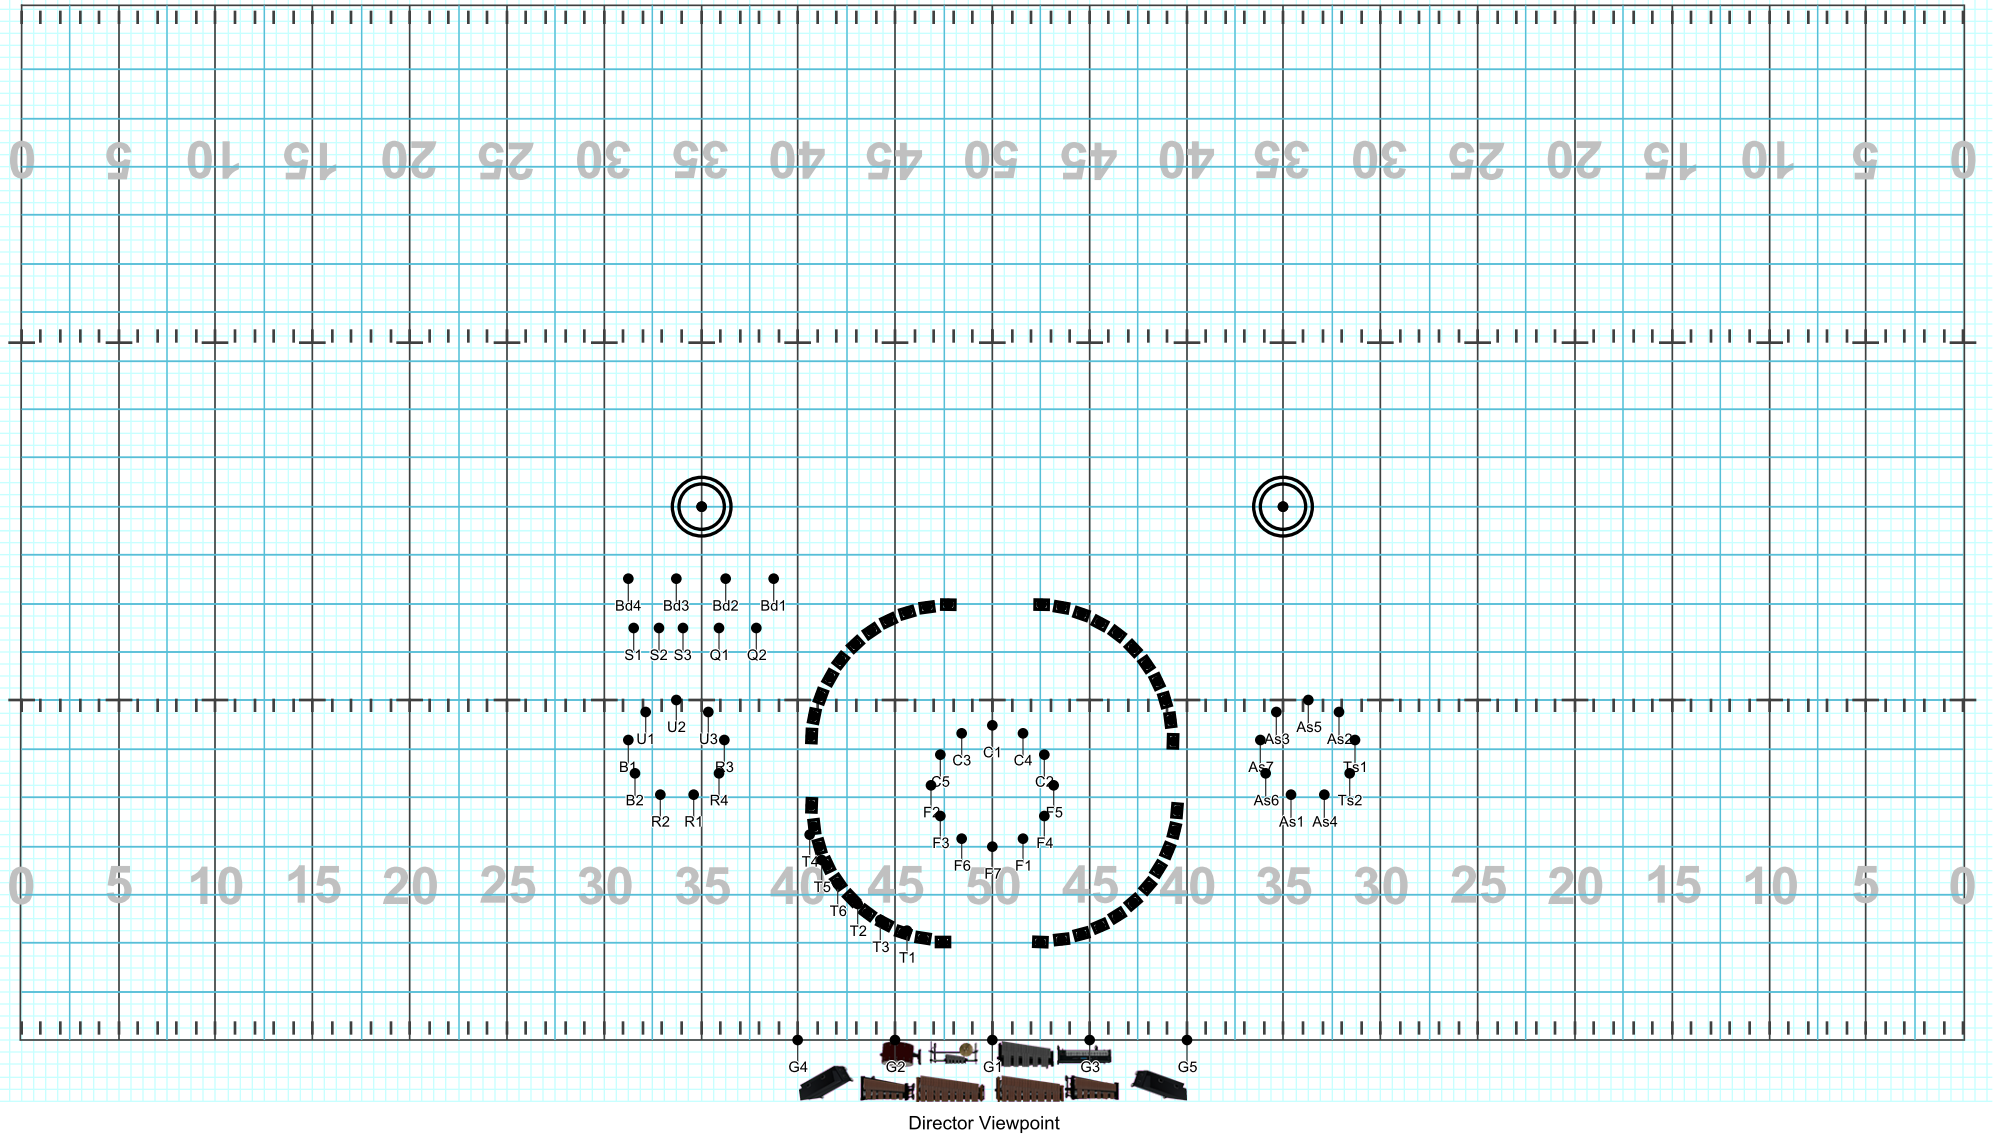 0 5 10 15 20 25 30 35 40 45 50 45 40 35 30 25 20 15 10 5 0
Bd4 Bd3 Bd2 Bd1
S1 S2 S3 Q1 Q2
U1 U2 U3 As3 As5 As2
B1 R3 C5 C3 C1 C4 C2 As7 Ts1
B2 R4 F2 F5 As6 Ts2
R2 R1 F3 F4 As1 As4
T4 F6 F7 F1
0 5 10 15 20 25 30 35 40 45 50 45 40 35 30 25 20 15 10 5 0
T5
T6
T2
T3
T1
G4 G2 G1 G3 G5
Director Viewpoint